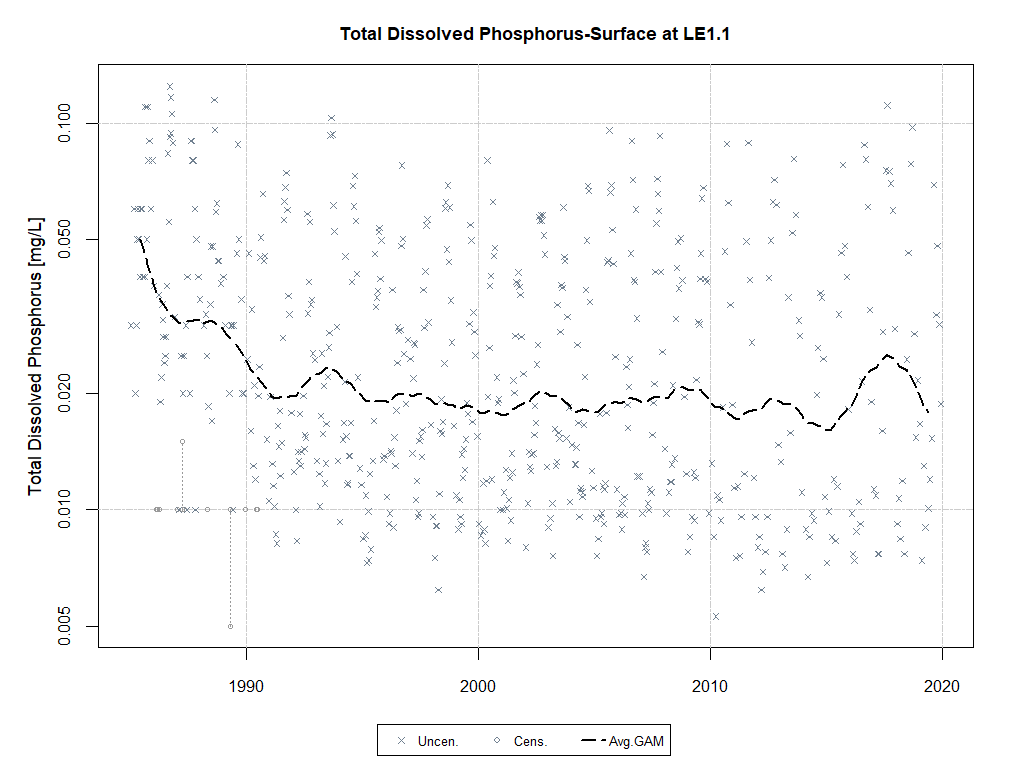 Total Dissolved Phosphorus-Surface at LE1.1
Total Dissolved Phosphorus [mg/L]
0.100
0.050
0.020
0.010
0.005
1990 2000 2010 2020
Uncen. Cens. Avg.GAM